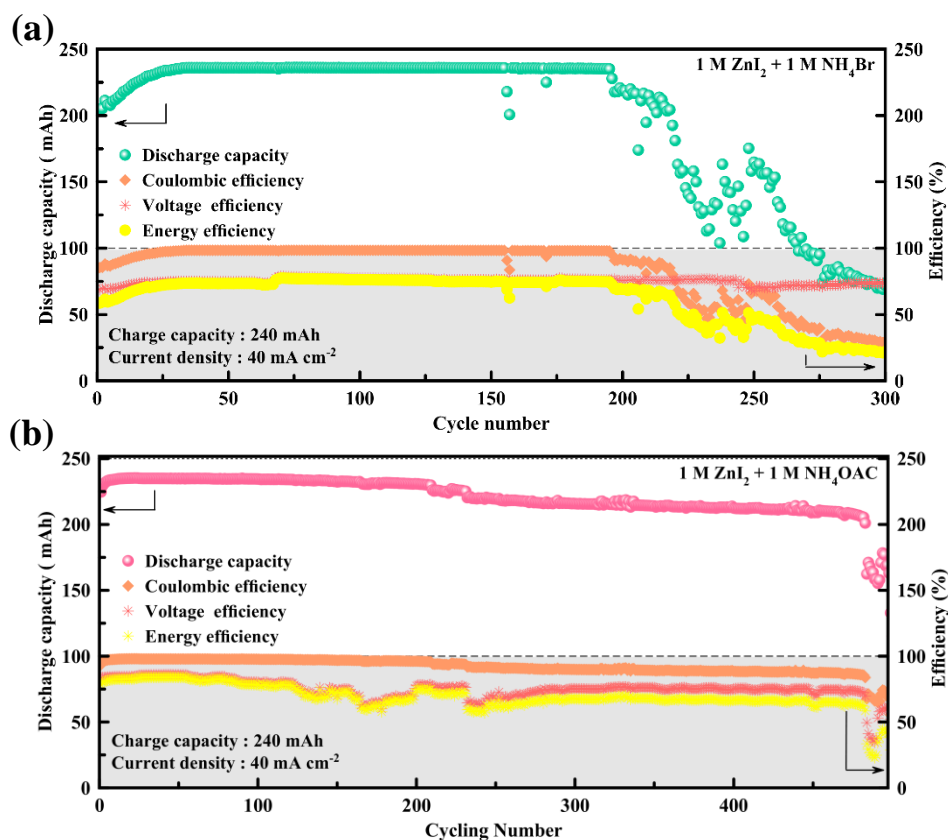 (a)
1 M ZnI₂ + 1 M NH₄Br
Discharge capacity ( mAh)
250
200
150
100
50
0
Discharge capacity
Coulombic efficiency
Voltage efficiency
Energy efficiency
Charge capacity : 240 mAh
Current density : 40 mA cm⁻²
250
200
150
100
50
0
Efficiency (%)
0 50 100 150 200 250 300
Cycle number
(b)
1 M ZnI₂ + 1 M NH₄OAC
Discharge capacity ( mAh)
250
200
150
100
50
0
Discharge capacity
Coulombic efficiency
Voltage efficiency
Energy efficiency
Charge capacity : 240 mAh
Current density : 40 mA cm⁻²
250
200
150
100
50
0
Efficiency (%)
0 100 200 300 400
Cycling Number